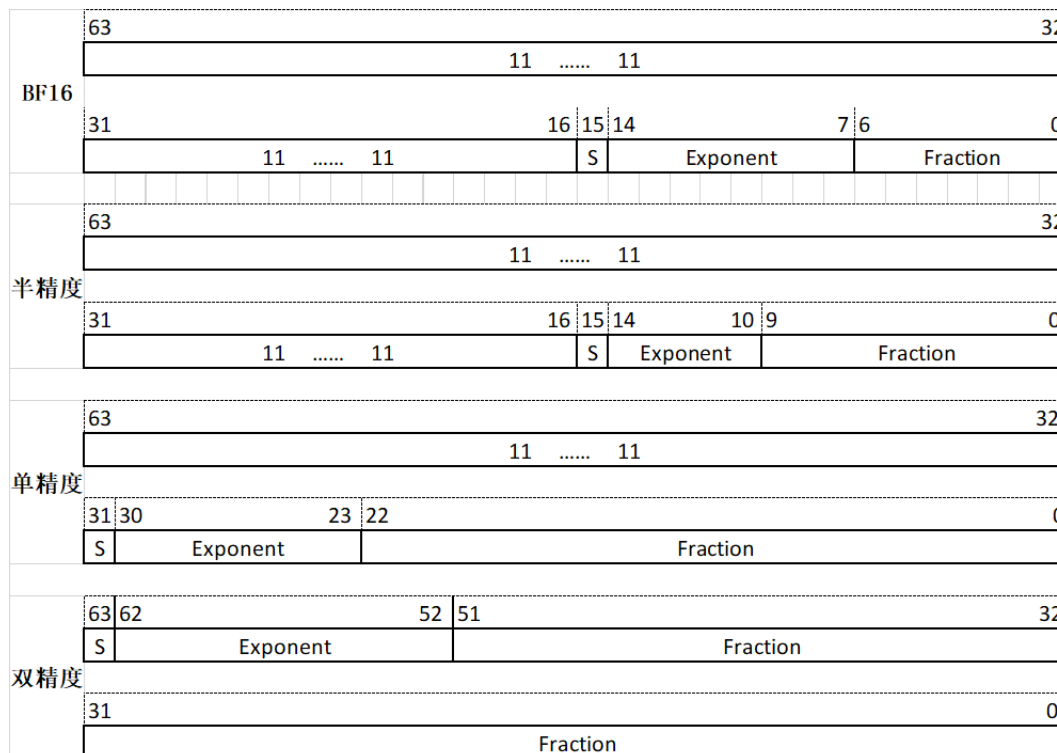 63 32
11 …… 11
BF16
31 16 15 14 7 6 0
11 …… 11 S Exponent Fraction
63 32
11 …… 11
半精度
31 16 15 14 10 9 0
11 …… 11 S Exponent Fraction
63 32
11 …… 11
单精度
31 30 23 22 0
S Exponent Fraction
63 62 52 51 32
S Exponent Fraction
双精度
31 0
Fraction